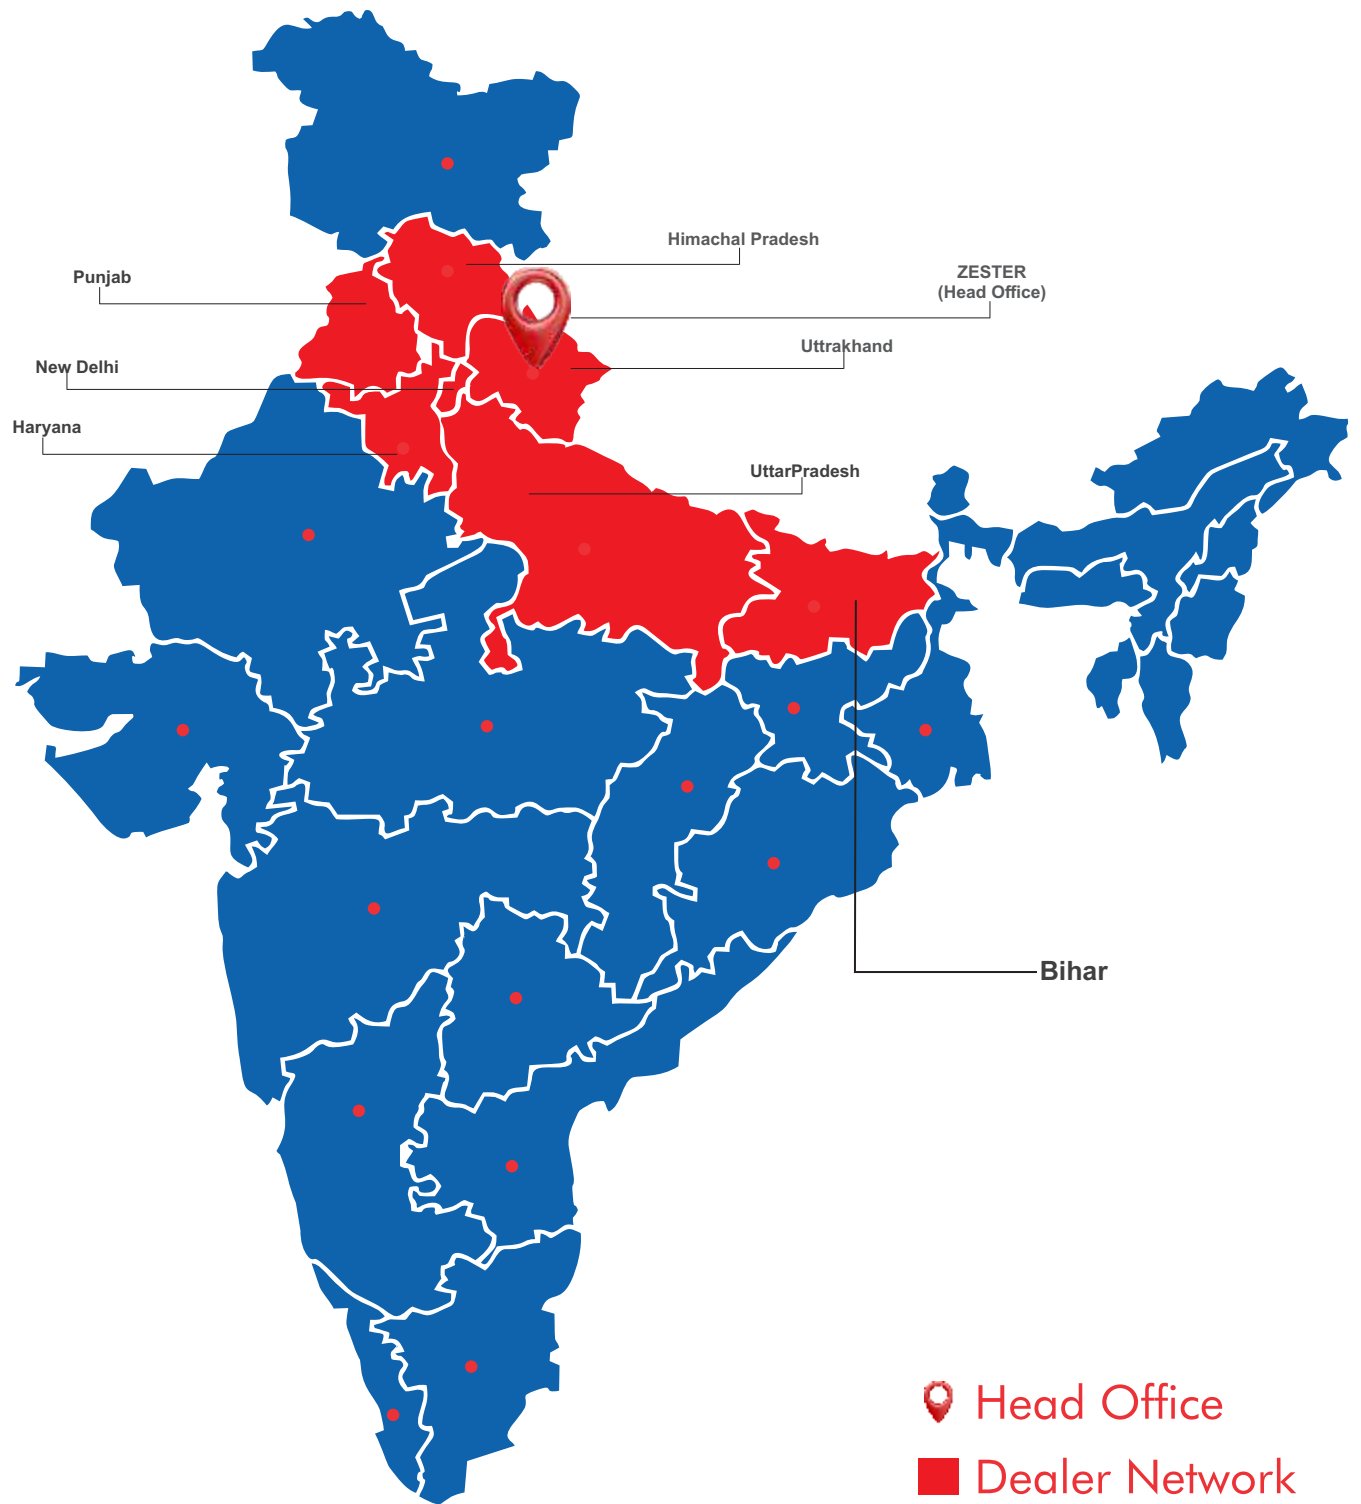 Himachal Pradesh
ZESTER
(Head Office)
Punjab
Uttrakhand
New Delhi
Haryana
UttarPradesh
Bihar
Head Office
Dealer Network